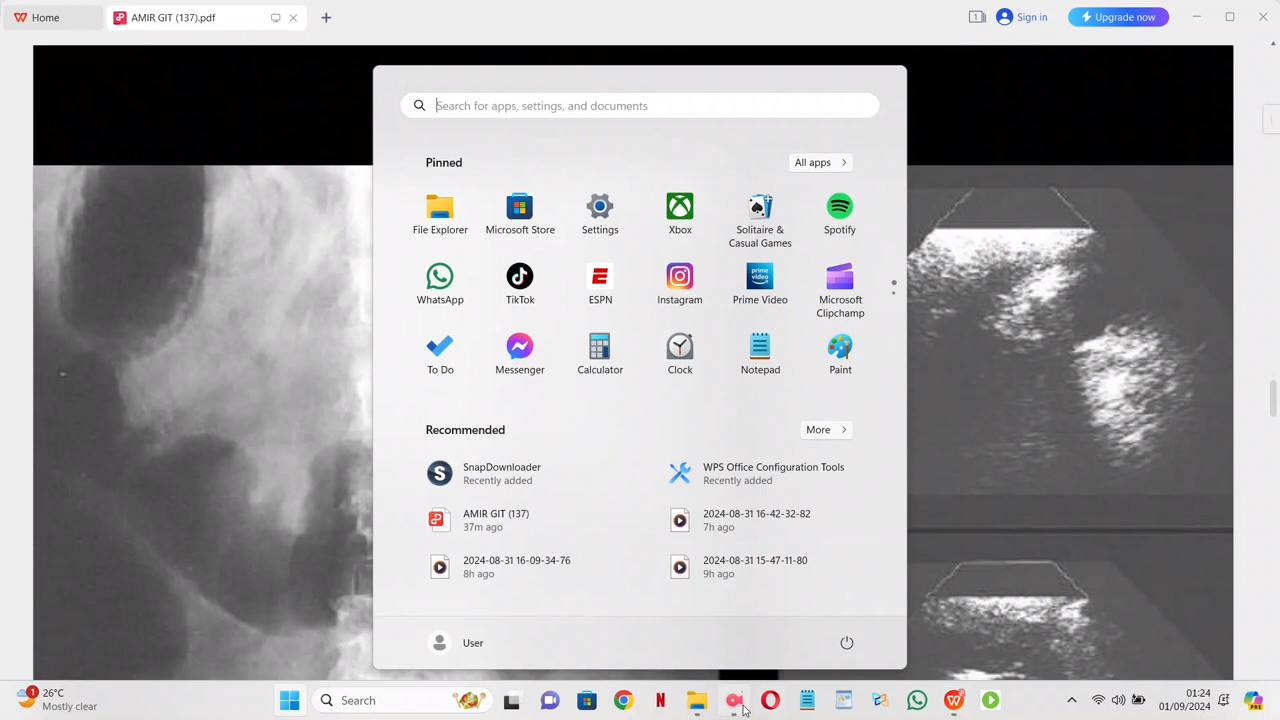 Home
AMIR GIT (137).pdf
Sign in
Upgrade now
Search for apps, settings, and documents
Pinned
All apps
File Explorer
Microsoft Store
Settings
Xbox
Solitaire &
Casual Games
Spotify
WhatsApp
TikTok
ESPN
Instagram
Prime Video
Microsoft
Clipchamp
To Do
Messenger
Calculator
Clock
Notepad
Paint
Recommended
More
SnapDownloader
Recently added
WPS Office Configuration Tools
Recently added
AMIR GIT (137)
37m ago
2024-08-31 16-42-32-82
7h ago
2024-08-31 16-09-34-76
8h ago
2024-08-31 15-47-11-80
9h ago
User
1
26°C
Mostly clear
Search
01:24
01/09/2024